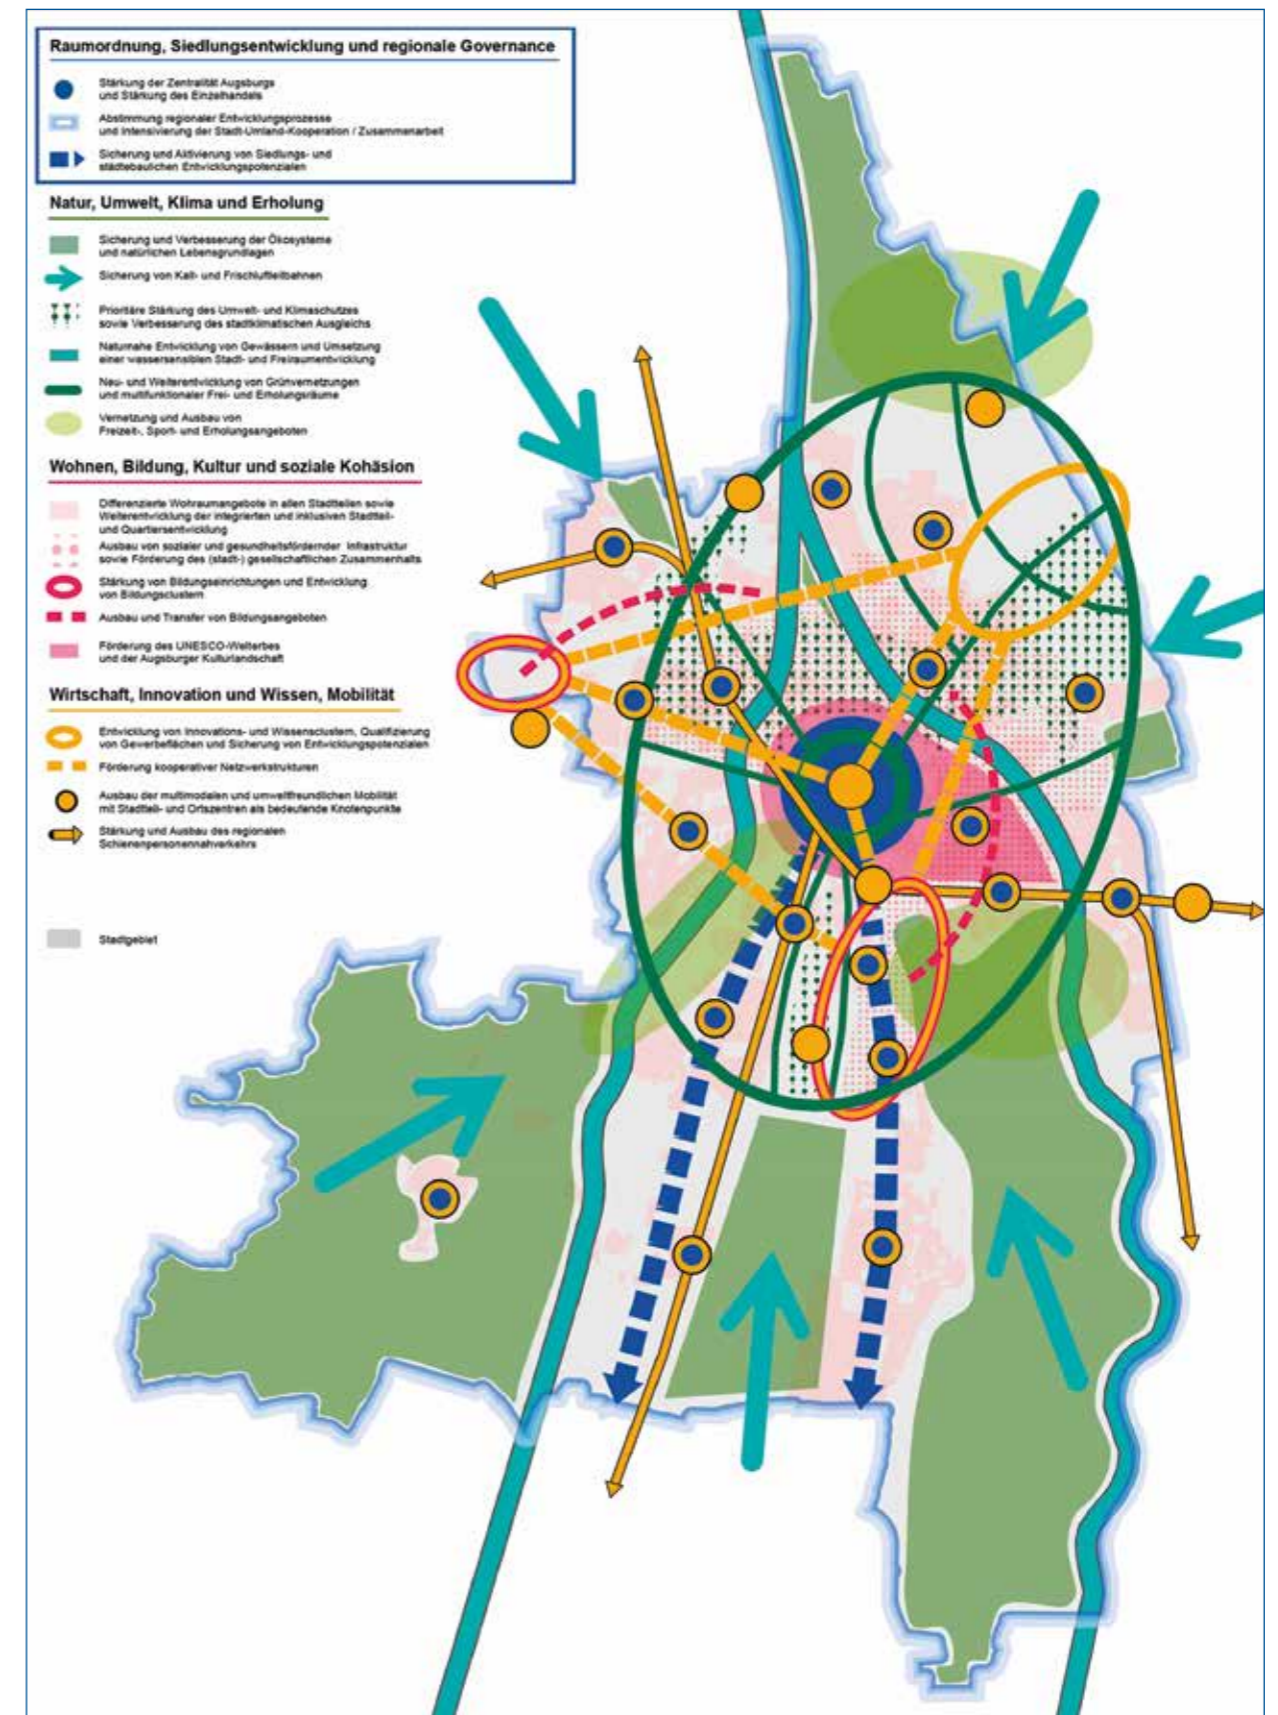 Raumordnung, Siedlungsentwicklung und regionale Governance
Stärkung der Zentralität Augsburgs
und Stärkung des Einzelhandels
Abstimmung regionaler Entwicklungsprozesse
und Intensivierung der Stadt-Umland-Kooperation / Zusammenarbeit
Sicherung und Aktivierung von Siedlungs- und
städtebaulichen Entwicklungspotenzialen
Natur, Umwelt, Klima und Erholung
Sicherung und Verbesserung der Ökosysteme
und natürlichen Lebensgrundlagen
Sicherung von Kalt- und Frischluftleitbahnen
Prioritäre Stärkung des Umwelt- und Klimaschutzes
sowie Verbesserung des stadtklimatischen Ausgleichs
Naturnahe Entwicklung von Gewässern und Umsetzung
einer wassersensiblen Stadt- und Freiraumentwicklung
Neu- und Weiterentwicklung von Grünvernetzungen
und multifunktionaler Frei- und Erholungsräume
Vernetzung und Ausbau von
Freizeit-, Sport- und Erholungsangeboten
Wohnen, Bildung, Kultur und soziale Kohäsion
Differenzierte Wohnraumangebote in allen Stadtteilen sowie
Weiterentwicklung der integrierten und inklusiven Stadtteil-
und Quartiersentwicklung
Ausbau von sozialer und gesundheitsfördernder Infrastruktur
sowie Förderung des (stadt-) gesellschaftlichen Zusammenhalts
Stärkung von Bildungseinrichtungen und Entwicklung
von Bildungsclustern
Ausbau und Transfer von Bildungsangeboten
Förderung des UNESCO-Welterbes
und der Augsburger Kulturlandschaft
Wirtschaft, Innovation und Wissen, Mobilität
Entwicklung von Innovations- und Wissensclustern, Qualifizierung
von Gewerbeflächen und Sicherung von Entwicklungspotenzialen
Förderung kooperativer Netzwerkstrukturen
Ausbau der multimodalen und umweltfreundlichen Mobilität
mit Stadtteil- und Ortszentren als bedeutende Knotenpunkte
Stärkung und Ausbau des regionalen
Schienenpersonennahverkehrs
Stadtgebiet